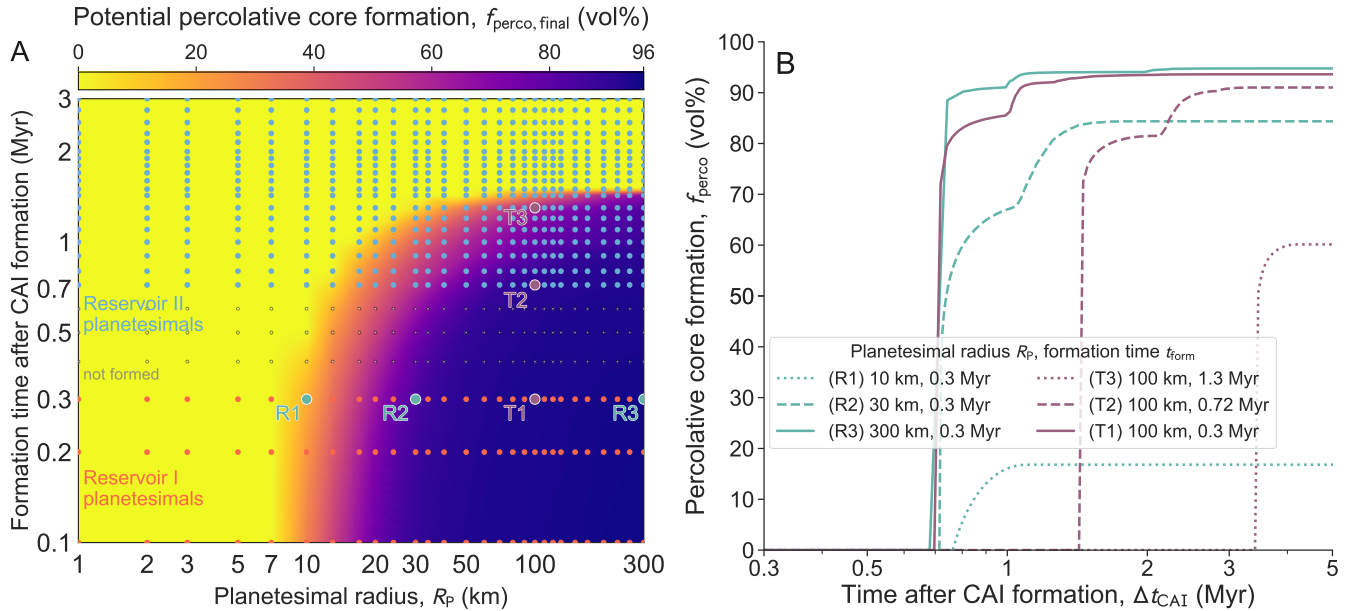 Potential percolative core formation, f_perco, final (vol%)
A
0 20 40 60 80 96
Formation time after CAI formation (Myr)
3
2
1
0.7
0.5
0.3
0.2
0.1
T3
T2
Reservoir II
planetesimals
not formed
R1 R2 T1 R3
Reservoir I
planetesimals
1 2 3 5 7 10 20 30 50 100 300
Planetesimal radius, R_P (km)
B
Percolative core formation, f_perco (vol%)
100
90
80
70
60
50
40
30
20
10
0
Planetesimal radius R_P, formation time t_form
(R1) 10 km, 0.3 Myr (T3) 100 km, 1.3 Myr
(R2) 30 km, 0.3 Myr (T2) 100 km, 0.72 Myr
(R3) 300 km, 0.3 Myr (T1) 100 km, 0.3 Myr
0.3 0.5 1 2 5
Time after CAI formation, Δt_CAI (Myr)